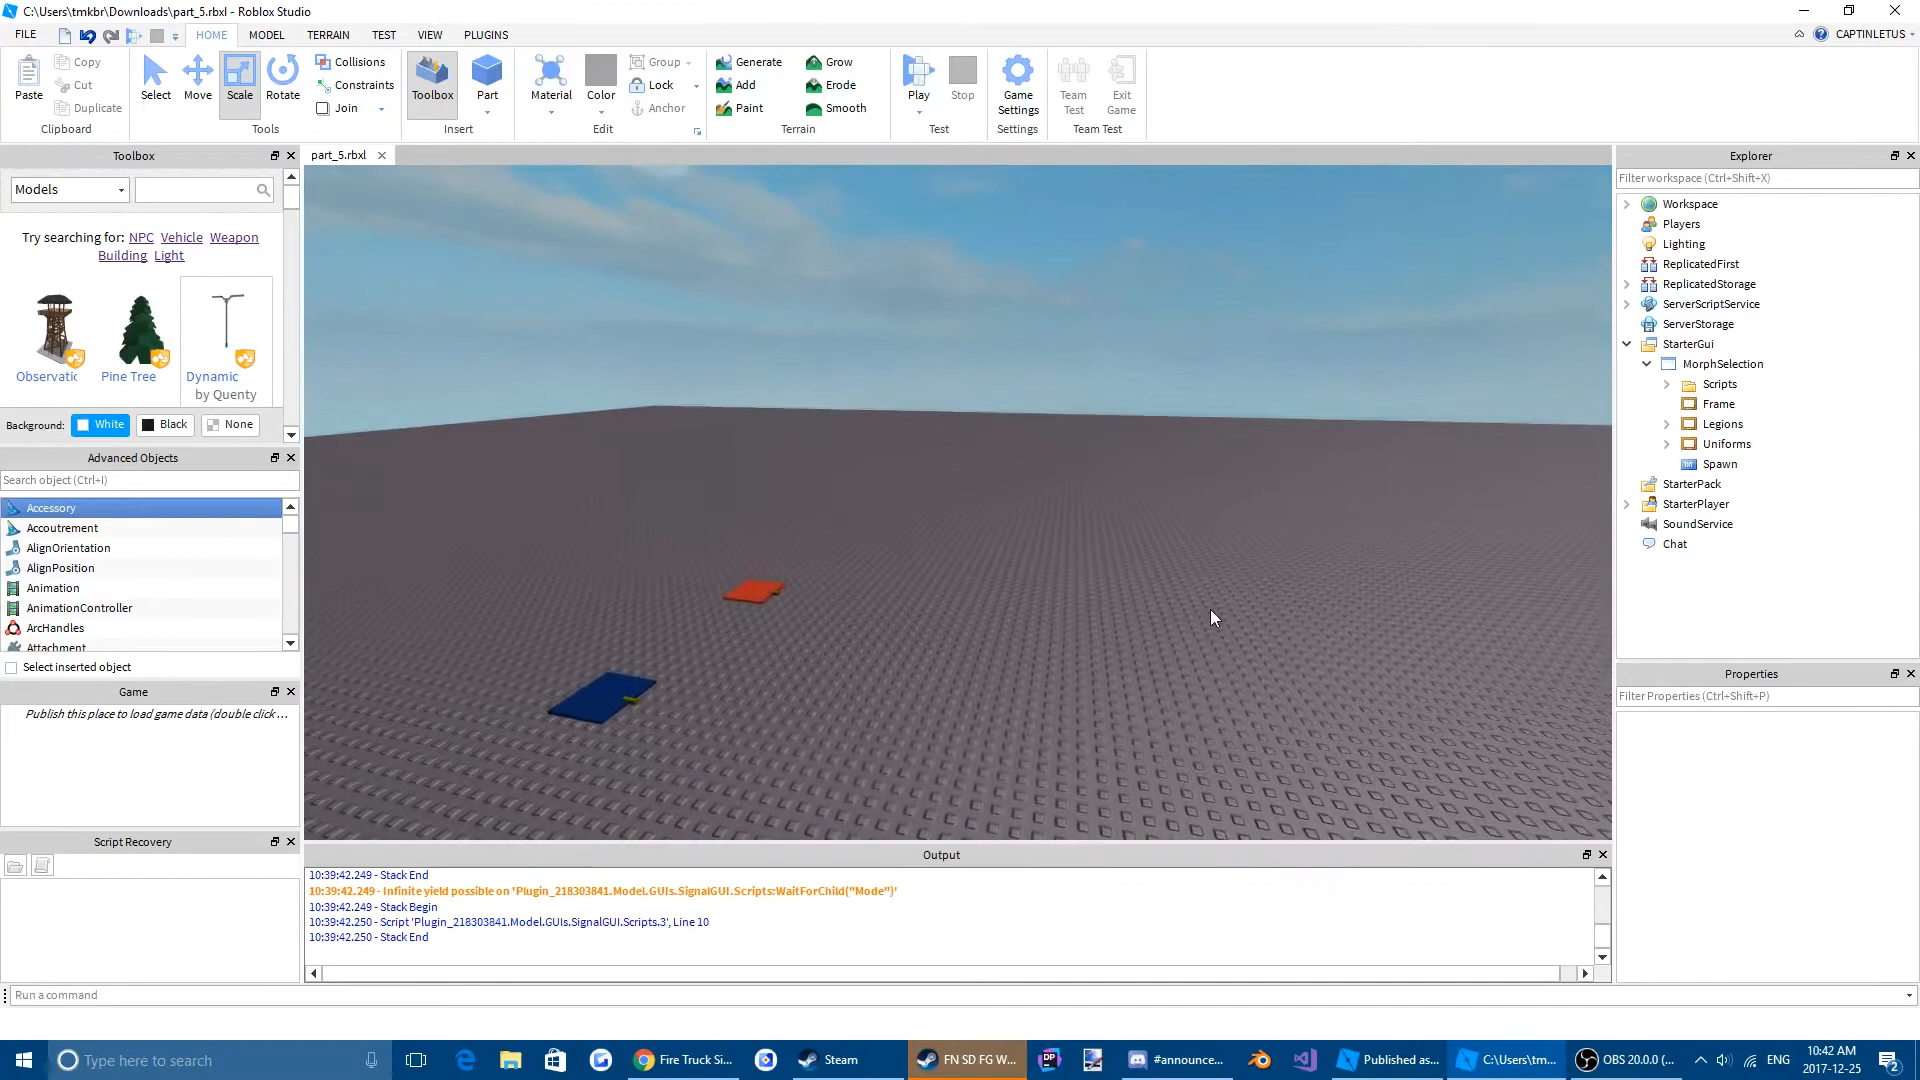 C:\Users\tmkbr\Downloads\part_5.rbxl - Roblox Studio
FILE
HOME
MODEL
TERRAIN
TEST
VIEW
PLUGINS
CAPTINLETUS
Paste
Copy
Cut
Duplicate
Clipboard
Select
Move
Scale
Rotate
Collisions
Constraints
Join
Tools
Toolbox
Part
Insert
Material
Color
Group
Lock
Anchor
Edit
Generate
Add
Paint
Grow
Erode
Smooth
Terrain
Play
Stop
Test
Game Settings
Settings
Team Test
Exit Game
Team Test
Toolbox
Models
Try searching for: NPC Vehicle Weapon
Building Light
Observatic
Pine Tree
Dynamic
by Quenty
Background: White Black None
Advanced Objects
Search object (Ctrl+I)
Accessory
Accoutrement
AlignOrientation
AlignPosition
Animation
AnimationController
ArcHandles
Attachment
Select inserted object
Game
Publish this place to load game data (double click ...
Script Recovery
part_5.rbxl
Output
10:39:42.249 - Stack End
10:39:42.249 - Infinite yield possible on 'Plugin_218303841.Model.GUIs.SignalGUI.Scripts:WaitForChild("Mode")'
10:39:42.249 - Stack Begin
10:39:42.250 - Script 'Plugin_218303841.Model.GUIs.SignalGUI.Scripts.3', Line 10
10:39:42.250 - Stack End
Explorer
Filter workspace (Ctrl+Shift+X)
Workspace
Players
Lighting
ReplicatedFirst
ReplicatedStorage
ServerScriptService
ServerStorage
StarterGui
MorphSelection
Scripts
Frame
Legions
Uniforms
Spawn
StarterPack
StarterPlayer
SoundService
Chat
Properties
Filter Properties (Ctrl+Shift+P)
Run a command
Type here to search
Fire Truck Si...
Steam
FN SD FG W...
DP
#announce...
Published as...
C:\Users\tm...
OBS 20.0.0 (...
ENG
10:42 AM
2017-12-25
2